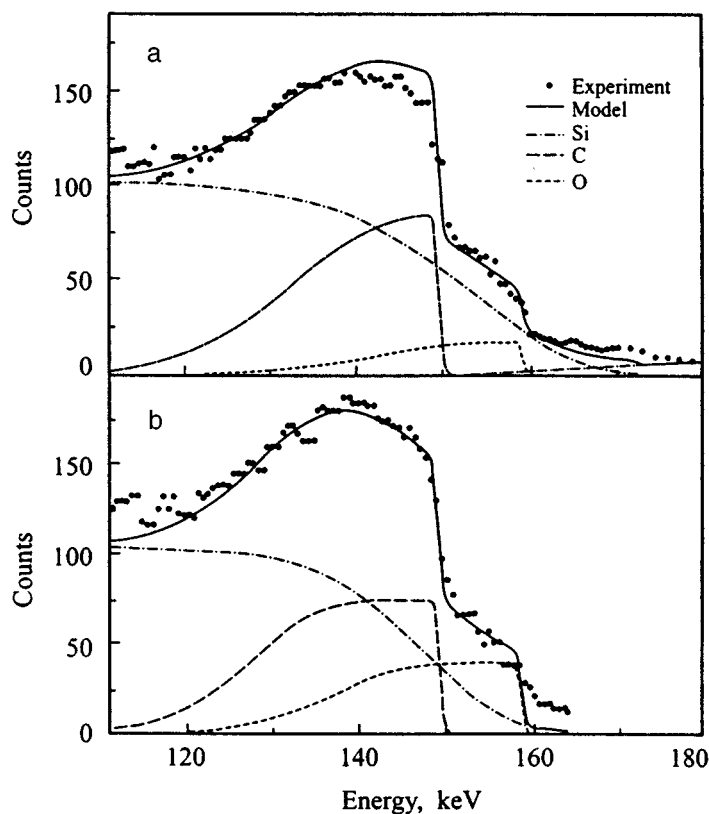 a
Experiment
Model
Si
C
O
150
100
50
0
Counts
b
150
100
50
0
Counts
120
140
160
180
Energy, keV